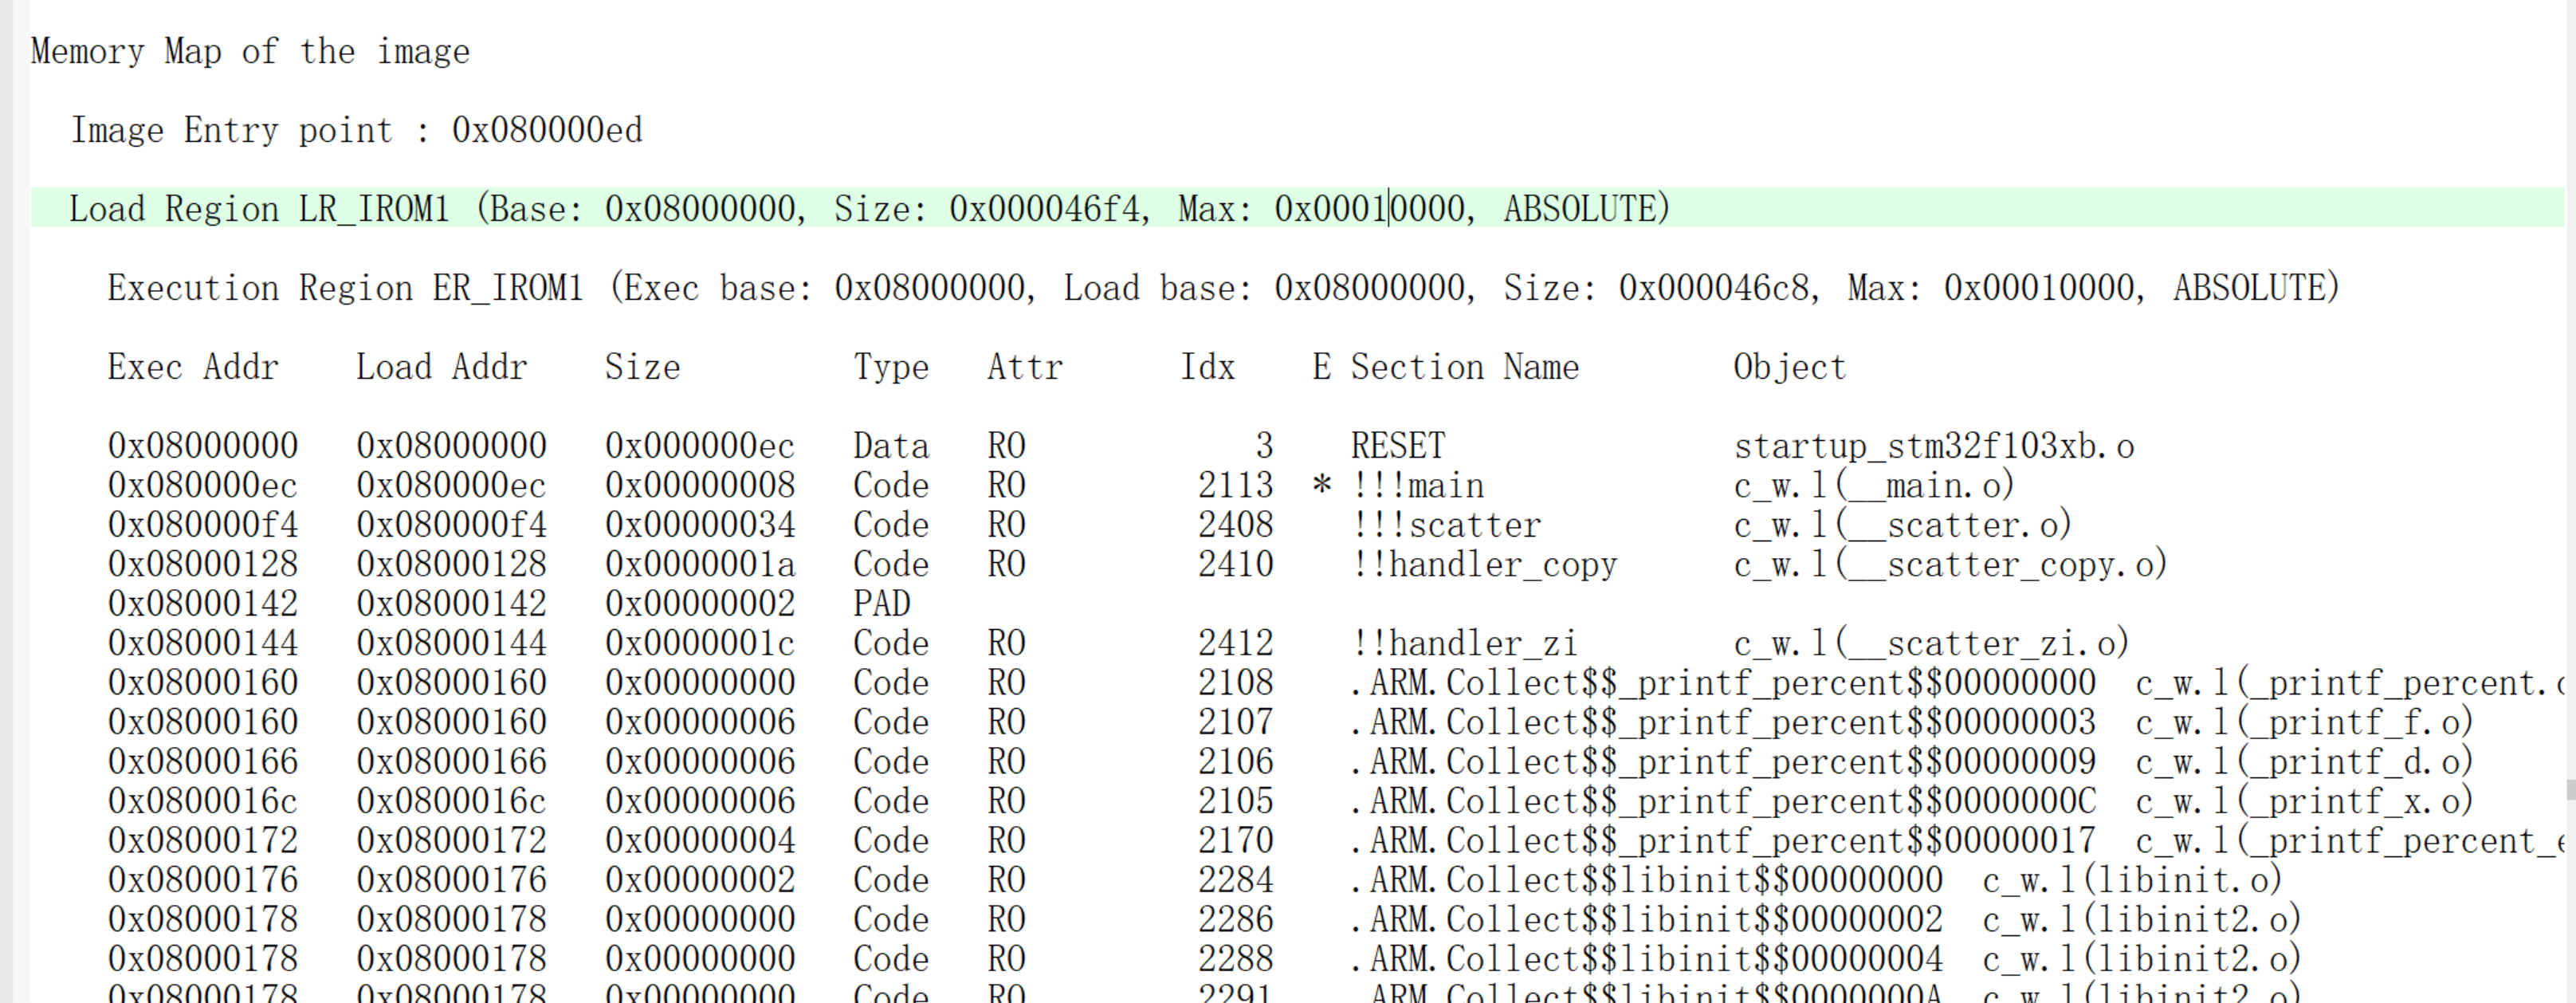 Memory Map of the image
Image Entry point : 0x080000ed
Load Region LR_IROM1 (Base: 0x08000000, Size: 0x000046f4, Max: 0x00010000, ABSOLUTE)
Execution Region ER_IROM1 (Exec base: 0x08000000, Load base: 0x08000000, Size: 0x000046c8, Max: 0x00010000, ABSOLUTE)
Exec Addr Load Addr Size Type Attr Idx E Section Name Object
0x08000000 0x08000000 0x000000ec Data RO 3 RESET startup_stm32f103xb.o
0x080000ec 0x080000ec 0x00000008 Code RO 2113 * !!!main c_w.l(__main.o)
0x080000f4 0x080000f4 0x00000034 Code RO 2408 !!!scatter c_w.l(__scatter.o)
0x08000128 0x08000128 0x0000001a Code RO 2410 !!handler_copy c_w.l(__scatter_copy.o)
0x08000142 0x08000142 0x00000002 PAD
0x08000144 0x08000144 0x0000001c Code RO 2412 !!handler_zi c_w.l(__scatter_zi.o)
0x08000160 0x08000160 0x00000000 Code RO 2108 .ARM.Collect$$_printf_percent$$00000000 c_w.l(_printf_percent.
0x08000160 0x08000160 0x00000006 Code RO 2107 .ARM.Collect$$_printf_percent$$00000003 c_w.l(_printf_f.o)
0x08000166 0x08000166 0x00000006 Code RO 2106 .ARM.Collect$$_printf_percent$$00000009 c_w.l(_printf_d.o)
0x0800016c 0x0800016c 0x00000006 Code RO 2105 .ARM.Collect$$_printf_percent$$0000000C c_w.l(_printf_x.o)
0x08000172 0x08000172 0x00000004 Code RO 2170 .ARM.Collect$$_printf_percent$$00000017 c_w.l(_printf_percent_
0x08000176 0x08000176 0x00000002 Code RO 2284 .ARM.Collect$$libinit$$00000000 c_w.l(libinit.o)
0x08000178 0x08000178 0x00000000 Code RO 2286 .ARM.Collect$$libinit$$00000002 c_w.l(libinit2.o)
0x08000178 0x08000178 0x00000000 Code RO 2288 .ARM.Collect$$libinit$$00000004 c_w.l(libinit2.o)
0x08000178 0x08000178 0x00000000 Code RO 2291 .ARM.Collect$$libinit$$0000000A c_w.l(libinit2.o)